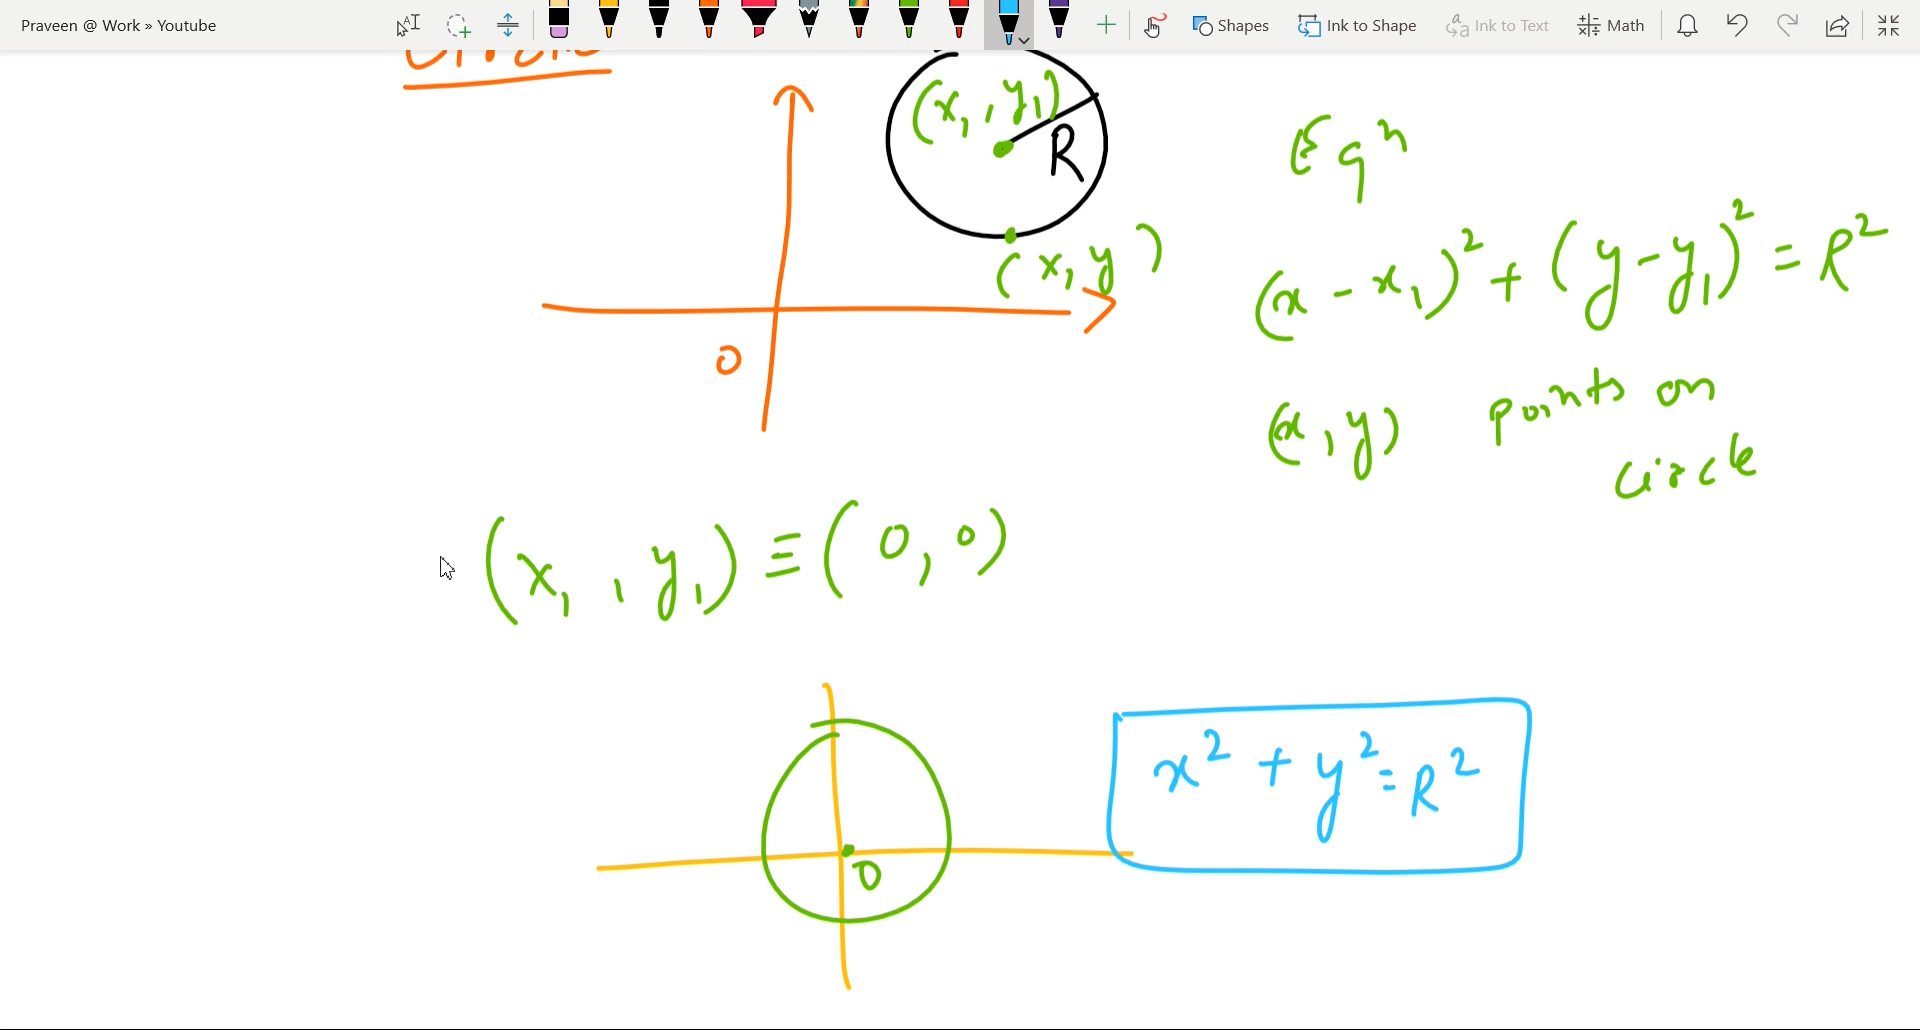 Praveen @ Work » Youtube
Shapes
Ink to Shape
Ink to Text
Math
Circle
(x₁, y₁)
R
(x, y)
O
Eqⁿ
(x - x₁)² + (y - y₁)² = R²
(x, y) points on
circle
(x₁, y₁) ≡ (0, 0)
O
x² + y² = R²